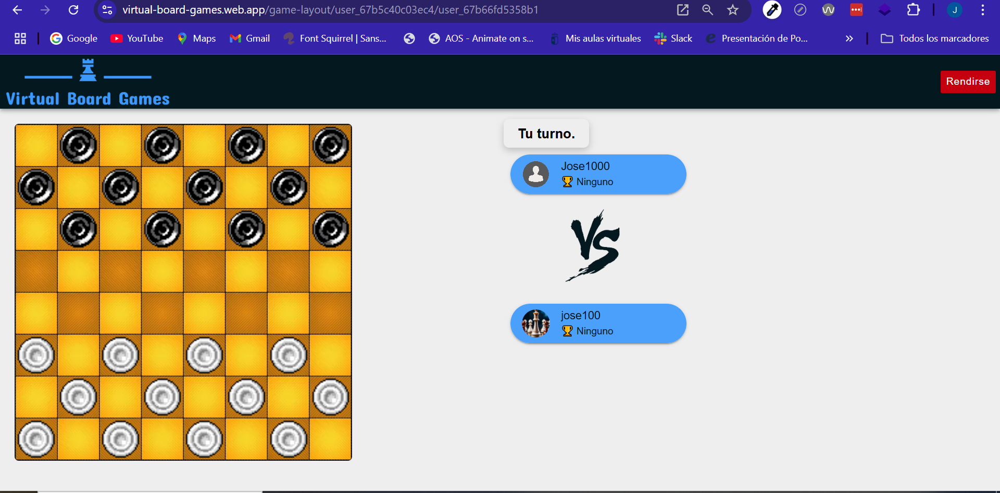 virtual-board-games.web.app/game-layout/user_67b5c40c03ec4/user_67b66fd5358b1
J
Google YouTube Maps Gmail Font Squirrel | Sans... AOS - Animate on s... Mis aulas virtuales Slack Presentación de Po... » Todos los marcadores
Virtual Board Games
Rendirse
Tu turno.
Jose1000
Ninguno
VS
jose100
Ninguno